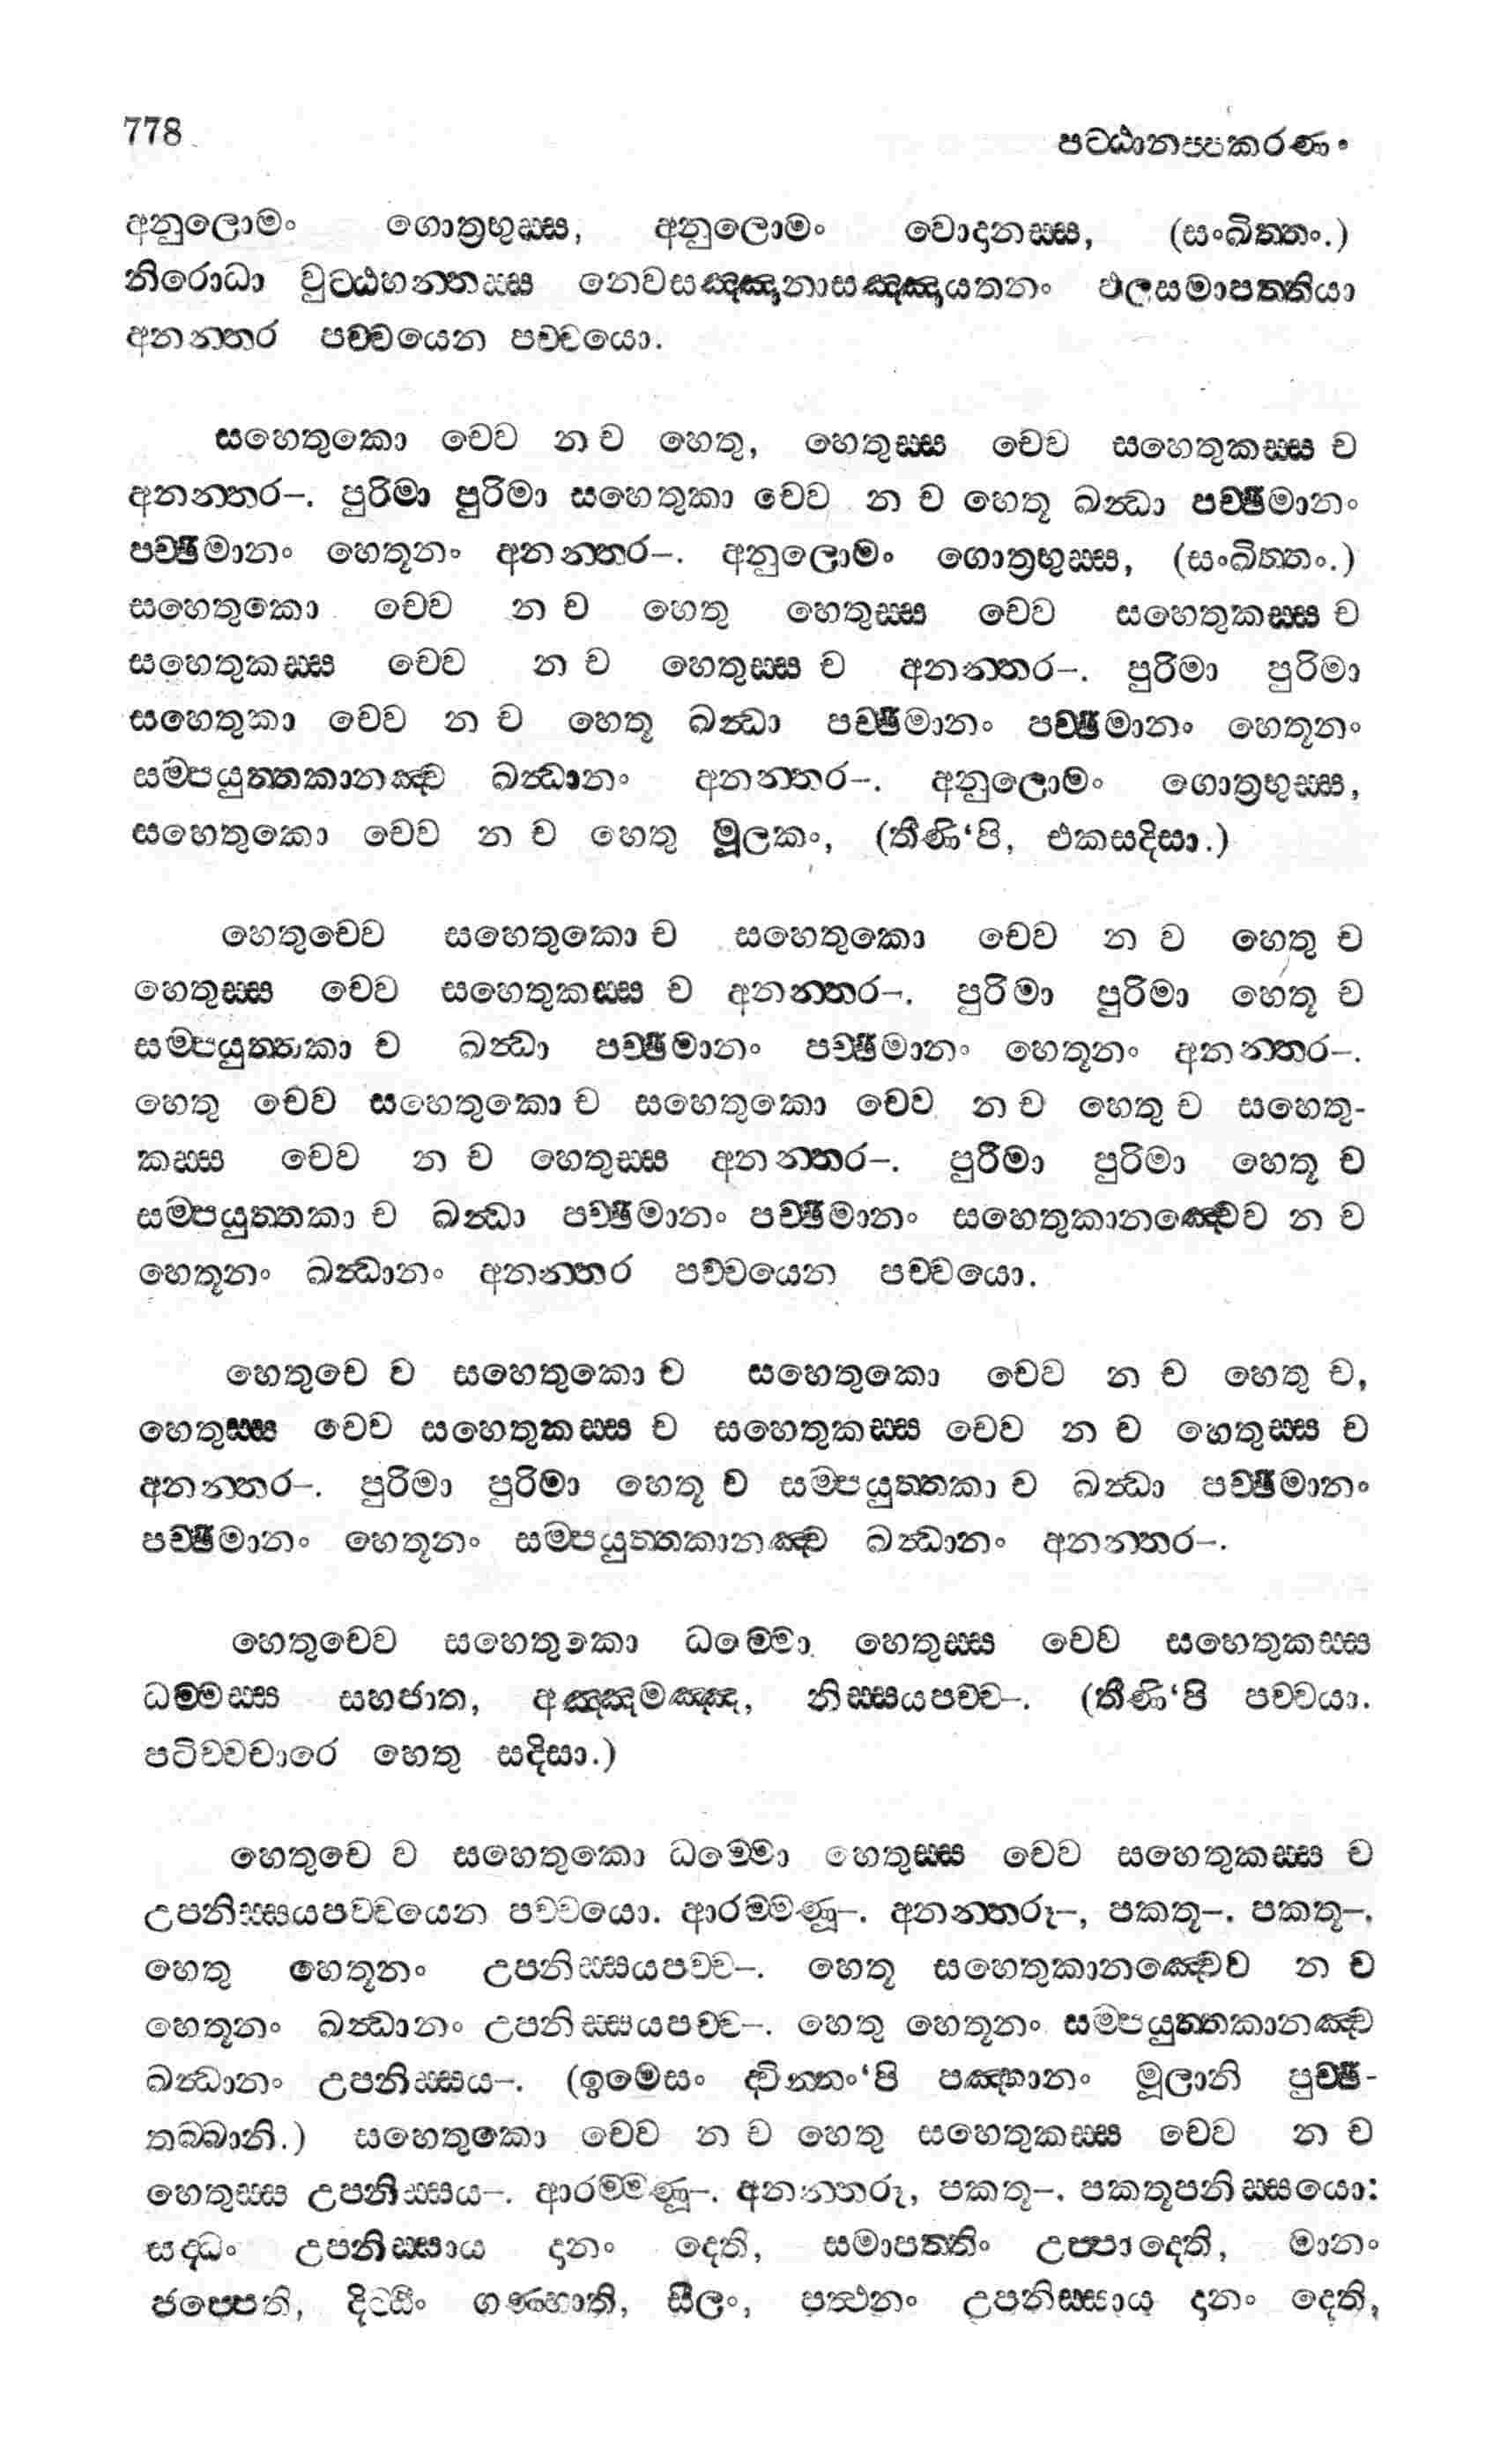 778
පට්ඨානප්පකරණං
අනුලොමං ගොත්‍රභුස්ස, අනුලොමං වොදානස්ස, (සංඛිත්තං.)
නිරොධා වුට්ඨහන්තස්ස නෙවසඤ්ඤානාසඤ්ඤායතනං ඵලසමාපත්තියා
අනන්තර පච්චයෙන පච්චයො.
සහෙතුකො චෙව න ච හෙතු, හෙතුස්ස චෙව සහෙතුකස්ස ච
අනන්තර–. පුරිමා පුරිමා සහෙතුකා චෙව න ච හෙතූ ඛන්ධා පච්ඡිමානං
පච්ඡිමානං හෙතූනං අනන්තර–. අනුලොමං ගොත්‍රභුස්ස, (සංඛිත්තං.)
සහෙතුකො චෙව න ච හෙතු හෙතුස්ස චෙව සහෙතුකස්ස ච
සහෙතුකස්ස චෙව න ච හෙතුස්ස ච අනන්තර–. පුරිමා පුරිමා
සහෙතුකා චෙව න ච හෙතූ ඛන්ධා පච්ඡිමානං පච්ඡිමානං හෙතූනං
සම්පයුත්තකානඤ්ච ඛන්ධානං අනන්තර–. අනුලොමං ගොත්‍රභුස්ස,
සහෙතුකො චෙව න ච හෙතු මූලකං, (තීණි‘පි, එකසදිසා.)
හෙතුචෙව සහෙතුකො ච සහෙතුකො චෙව න ව හෙතු ච
හෙතුස්ස චෙව සහෙතුකස්ස ච අනන්තර–. පුරිමා පුරිමා හෙතූ ච
සම්පයුත්තකා ච ඛන්ධා පච්ඡිමානං පච්ඡිමානං හෙතූනං අනන්තර–.
හෙතු චෙව සහෙතුකො ච සහෙතුකො චෙව න ච හෙතු ච සහෙතු-
කස්ස චෙව න ච හෙතුස්ස අනන්තර–. පුරිමා පුරිමා හෙතූ ච
සම්පයුත්තකා ච ඛන්ධා පච්ඡිමානං පච්ඡිමානං සහෙතුකානඤ්චෙව න ච
හෙතූනං ඛන්ධානං අනන්තර පච්චයෙන පච්චයො.
හෙතුචෙ ව සහෙතුකො ච සහෙතුකො චෙව න ච හෙතු ච,
හෙතුස්ස චෙව සහෙතුකස්ස ච සහෙතුකස්ස චෙව න ච හෙතුස්ස ච
අනන්තර–. පුරිමා පුරිමා හෙතූ ච සම්පයුත්තකා ච ඛන්ධා පච්ඡිමානං
පච්ඡිමානං හෙතූනං සම්පයුත්තකානඤ්ච ඛන්ධානං අනන්තර–.
හෙතුචෙව සහෙතුකො ධම්මො හෙතුස්ස චෙව සහෙතුකස්ස
ධම්මස්ස සහජාත, අඤ්ඤමඤ්ඤ, නිස්සයපච්ච–. (තීණි‘පි පච්චයා.
පටිච්චචාරෙ හෙතු සදිසා.)
හෙතුචෙ ව සහෙතුකො ධම්මො හෙතුස්ස චෙව සහෙතුකස්ස ච
උපනිස්සයපච්චයෙන පච්චයො. ආරම්මණූ–. අනන්තරූ–, පකතූ–. පකතූ–.
හෙතු හෙතූනං උපනිස්සයපච්ච–. හෙතූ සහෙතුකානඤ්චෙව න ච
හෙතූනං ඛන්ධානං උපනිස්සයපච්ච–. හෙතු හෙතූනං සම්පයුත්තකානඤ්ච
ඛන්ධානං උපනිස්සය–. (ඉමෙසං ද්වින්නං‘පි පඤ්හානං මූලානි පුච්ඡි-
තබ්බානි.) සහෙතුකො චෙව න ච හෙතු සහෙතුකස්ස චෙව න ච
හෙතුස්ස උපනිස්සය–. ආරම්මණූ–. අනන්තරූ, පකතූ–. පකතූපනිස්සයො:
සද්ධං උපනිස්සාය දානං දෙති, සමාපත්තිං උප්පාදෙති, මානං
ජප්පෙති, දිට්ඨිං ගණ්හාති, සීලං, පත්ථනං උපනිස්සාය දානං දෙති,